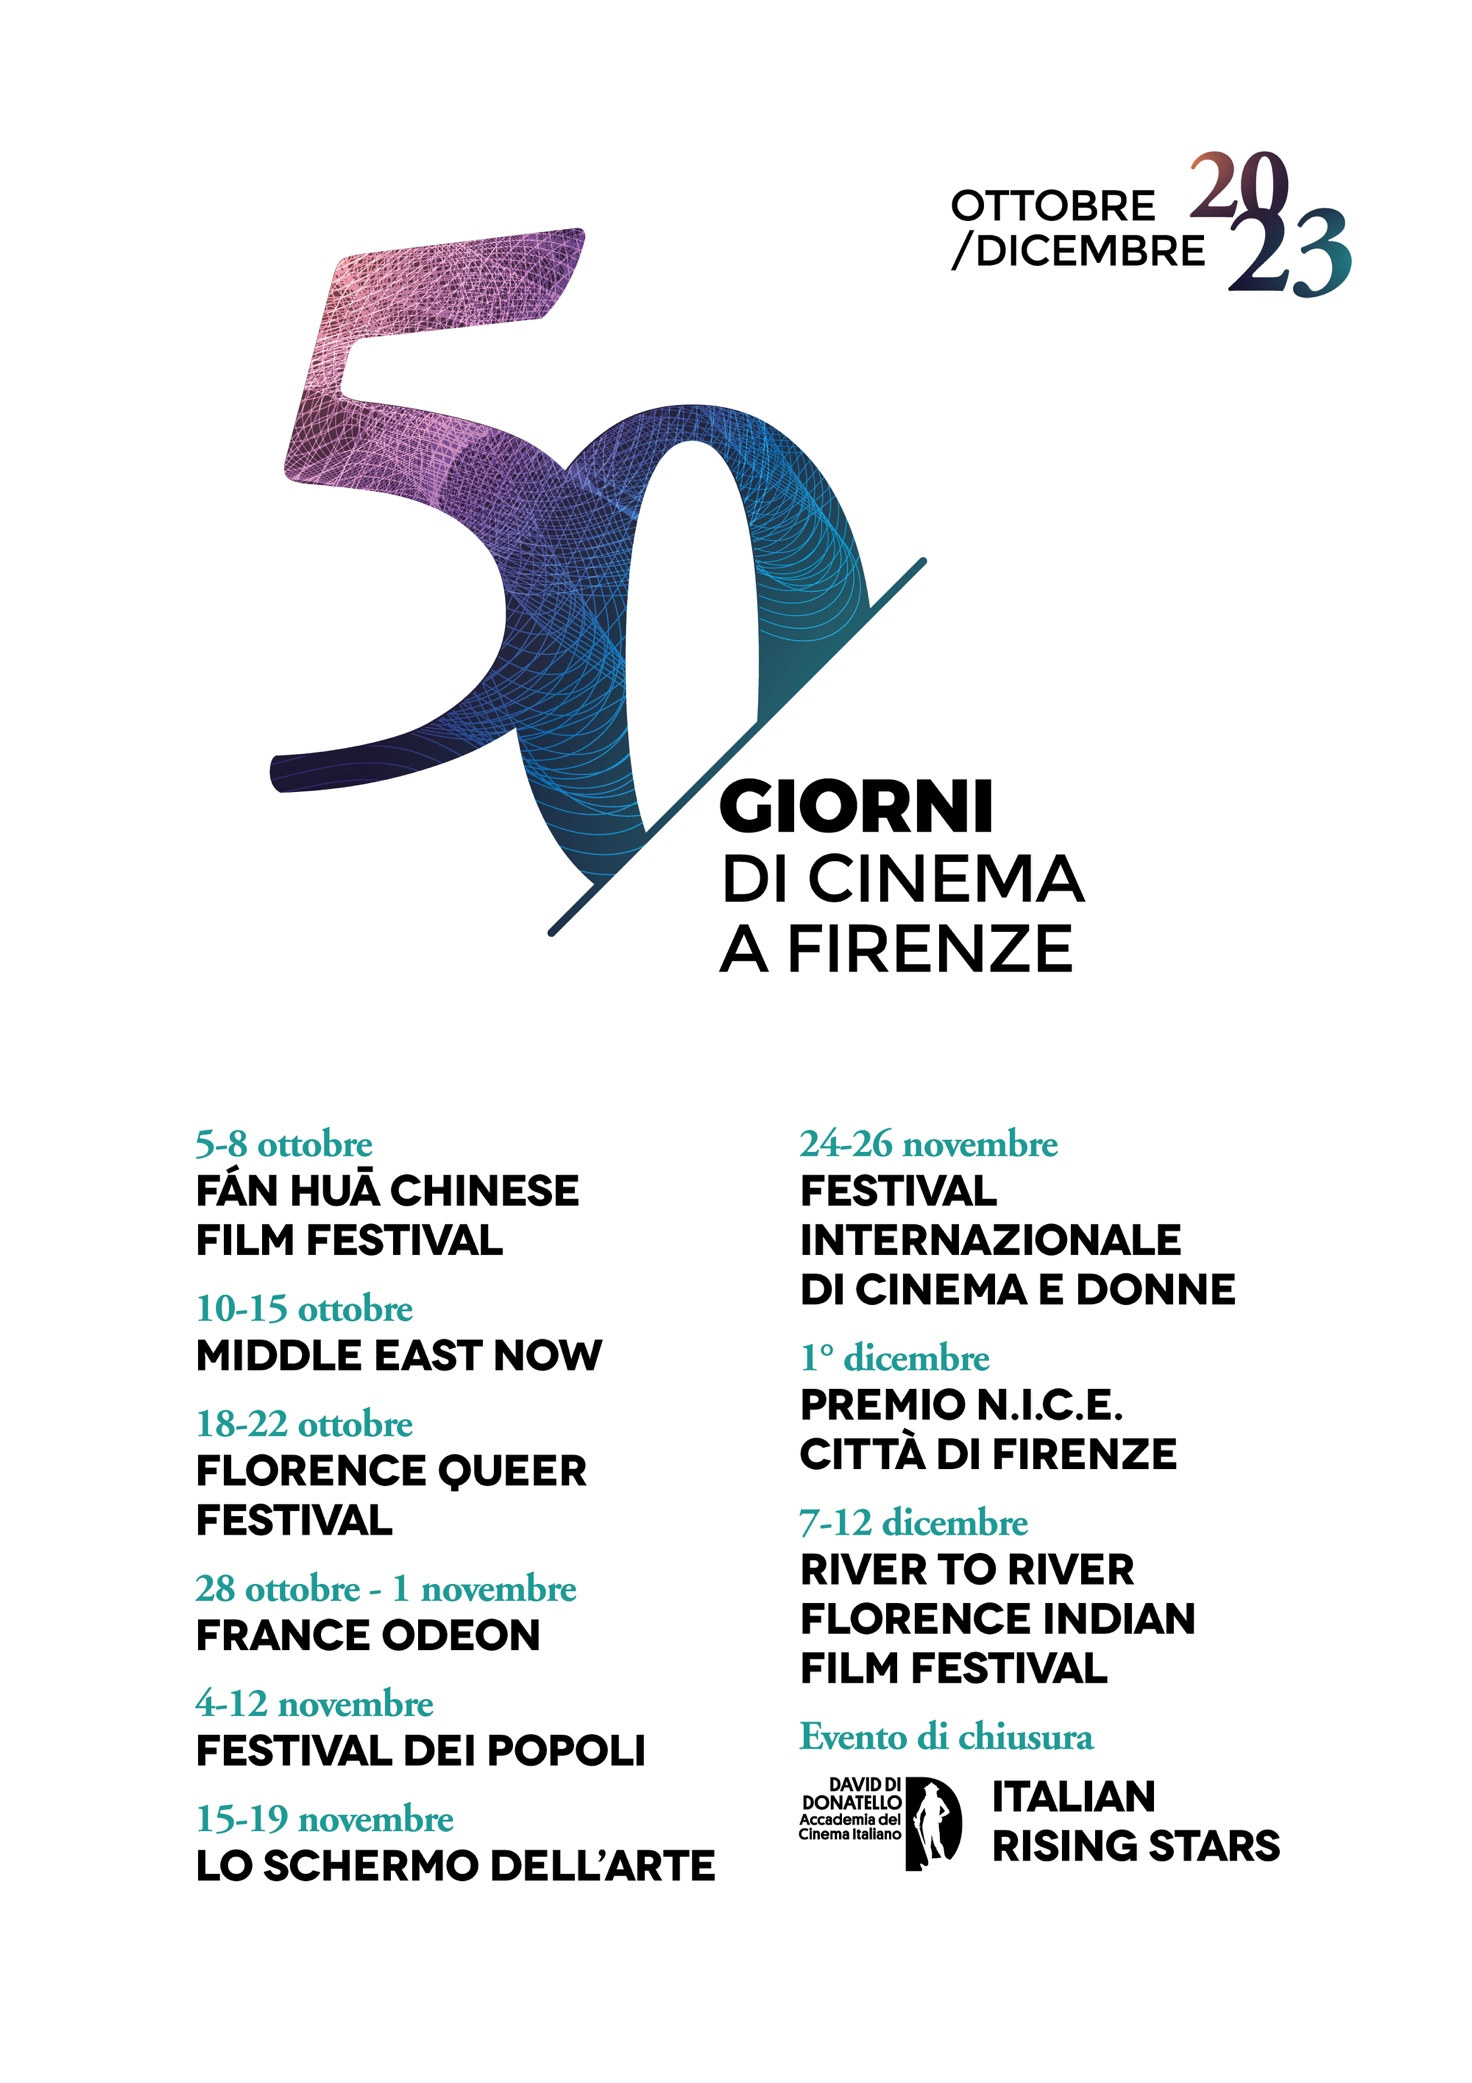 OTTOBRE
/DICEMBRE
2023
50
GIORNI
DI CINEMA
A FIRENZE
5-8 ottobre
FÁN HUĀ CHINESE
FILM FESTIVAL
10-15 ottobre
MIDDLE EAST NOW
18-22 ottobre
FLORENCE QUEER
FESTIVAL
28 ottobre - 1 novembre
FRANCE ODEON
4-12 novembre
FESTIVAL DEI POPOLI
15-19 novembre
LO SCHERMO DELL'ARTE
24-26 novembre
FESTIVAL
INTERNAZIONALE
DI CINEMA E DONNE
1° dicembre
PREMIO N.I.C.E.
CITTÀ DI FIRENZE
7-12 dicembre
RIVER TO RIVER
FLORENCE INDIAN
FILM FESTIVAL
Evento di chiusura
DAVID DI
DONATELLO
Accademia del
Cinema Italiano
ITALIAN
RISING STARS